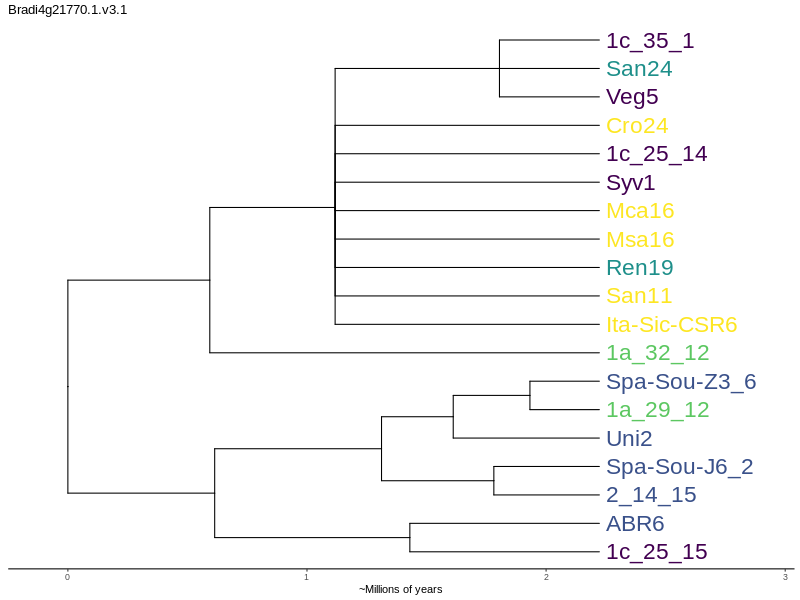 Bradi4g21770.1.v3.1
1c_35_1
San24
Veg5
Cro24
1c_25_14
Syv1
Mca16
Msa16
Ren19
San11
Ita-Sic-CSR6
1a_32_12
Spa-Sou-Z3_6
1a_29_12
Uni2
Spa-Sou-J6_2
2_14_15
ABR6
1c_25_15
0 1 2 3
~Millions of years